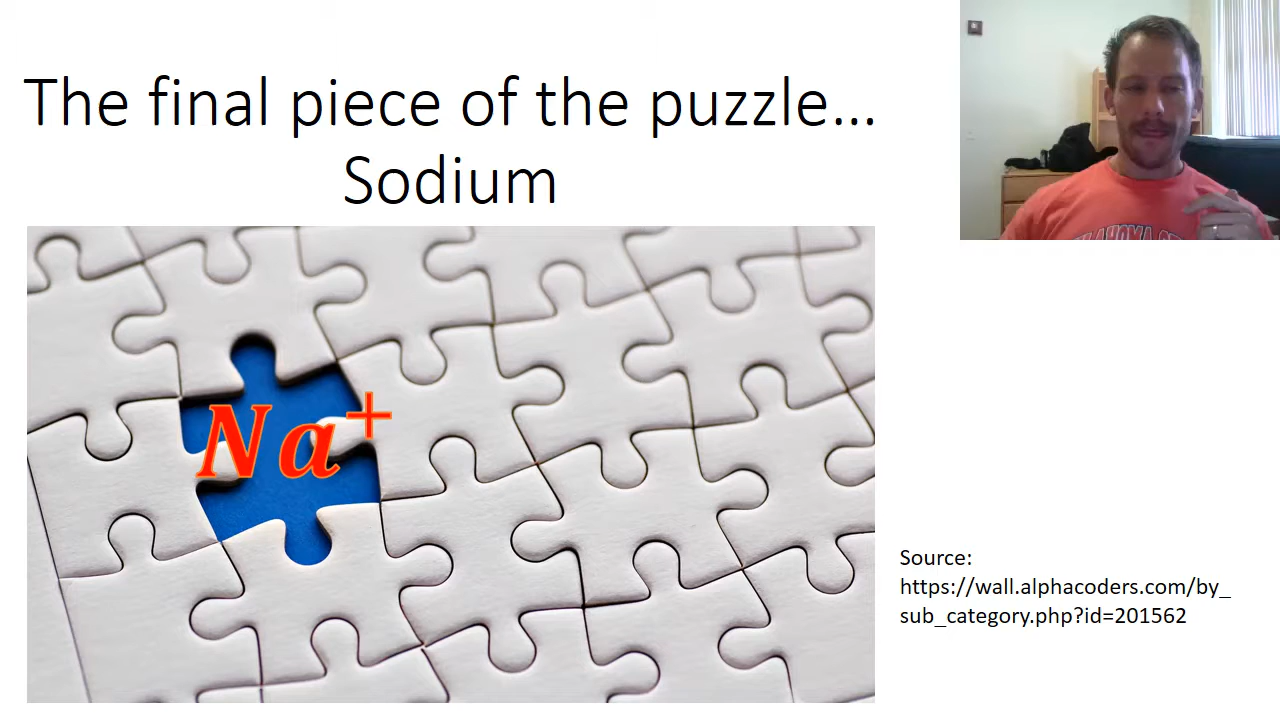 The final piece of the puzzle...
Sodium
Na⁺
Source:
https://wall.alphacoders.com/by_
sub_category.php?id=201562